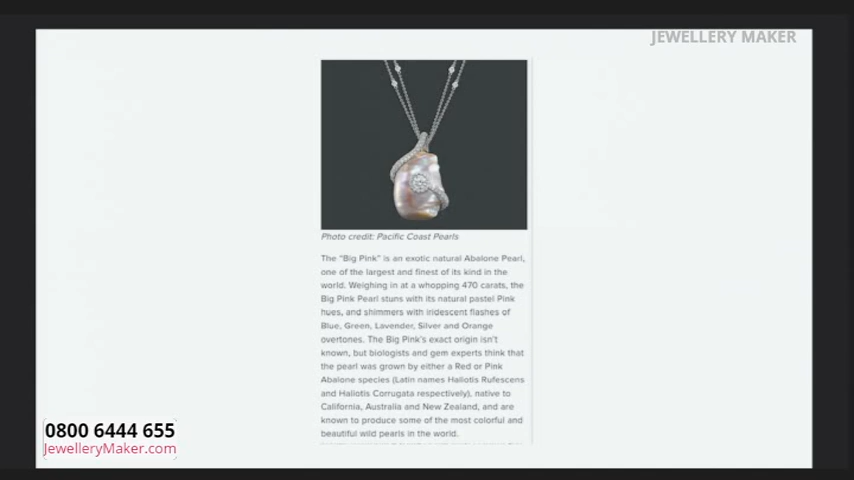 JEWELLERY MAKER
Photo credit: Pacific Coast Pearls
The "Big Pink" is an exotic natural Abalone Pearl,
one of the largest and finest of its kind in the
world. Weighing in at a whopping 470 carats, the
Big Pink Pearl stuns with its natural pastel Pink
hues, and shimmers with iridescent flashes of
Blue, Green, Lavender, Silver and Orange
overtones. The Big Pink's exact origin isn't
known, but biologists and gem experts think that
the pearl was grown by either a Red or Pink
Abalone species (Latin names Haliotis Rufescens
and Haliotis Corrugata respectively), native to
California, Australia and New Zealand, and are
known to produce some of the most colorful and
beautiful wild pearls in the world.
0800 6444 655
JewelleryMaker.com